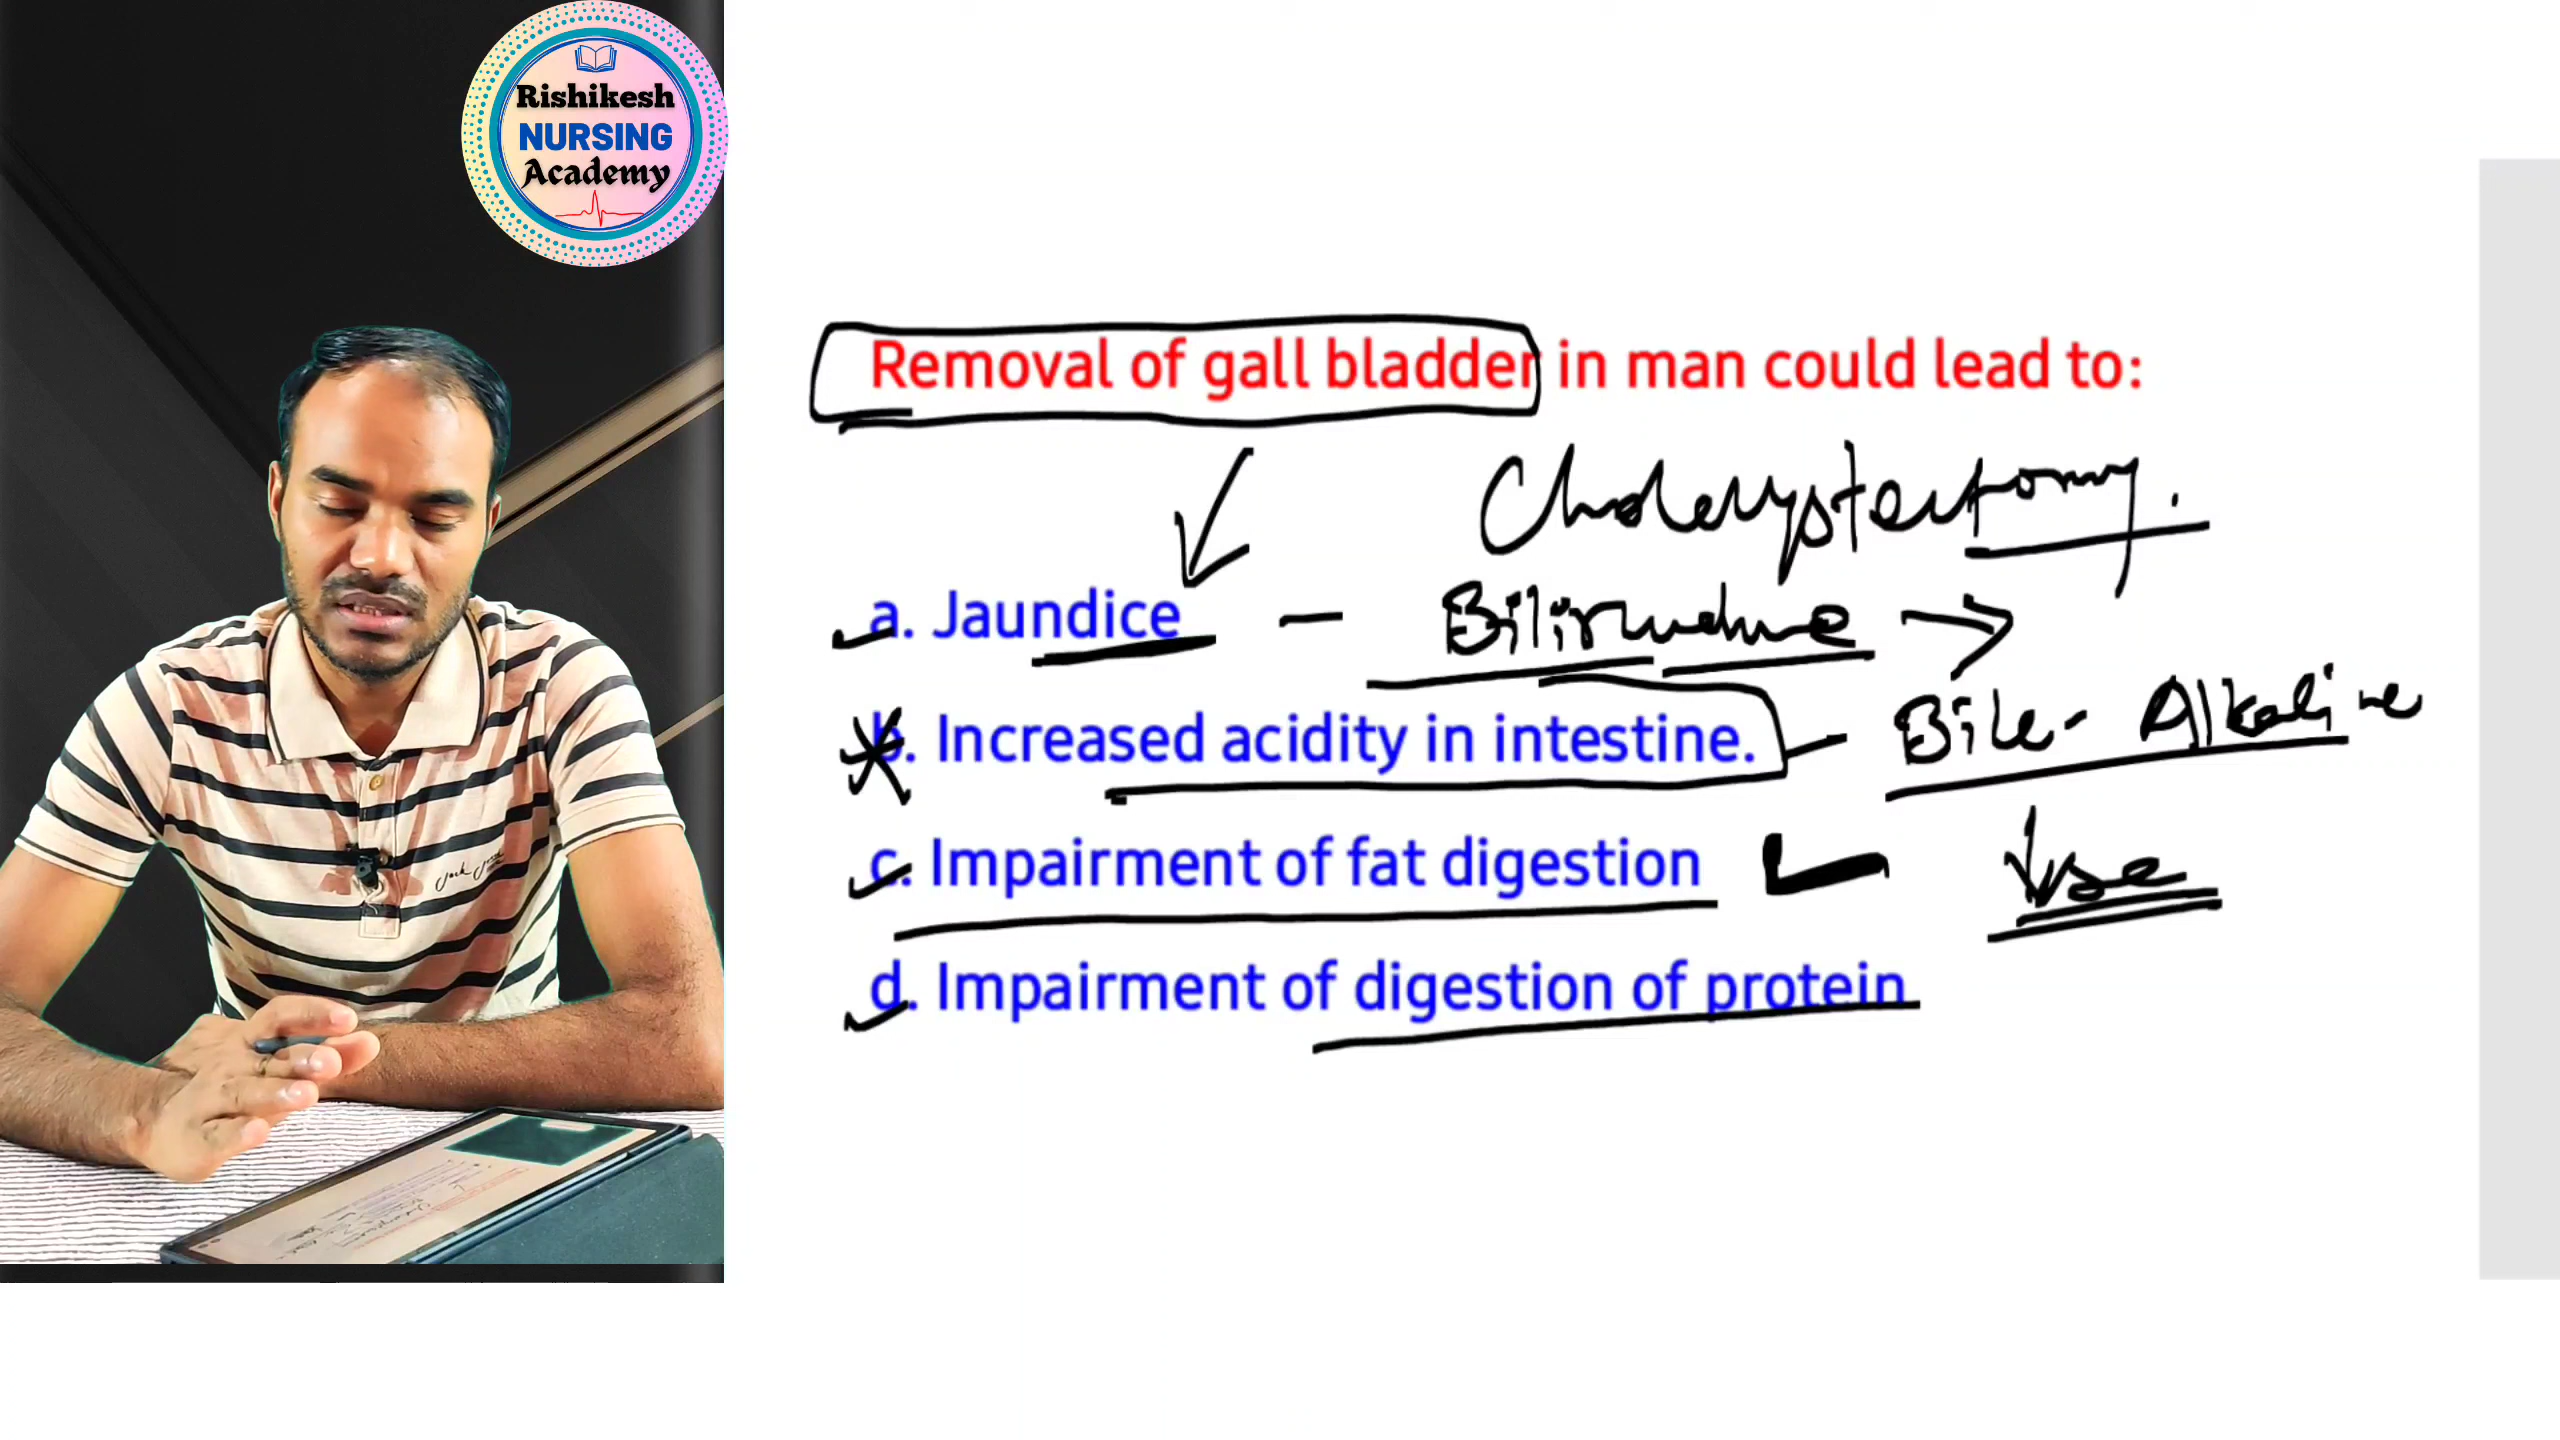 Rishikesh
NURSING
Academy
Removal of gall bladder in man could lead to:
Cholecystectomy.
a. Jaundice –
b. Increased acidity in intestine. – Bile - Alkaline
c. Impairment of fat digestion
d. Impairment of digestion of protein